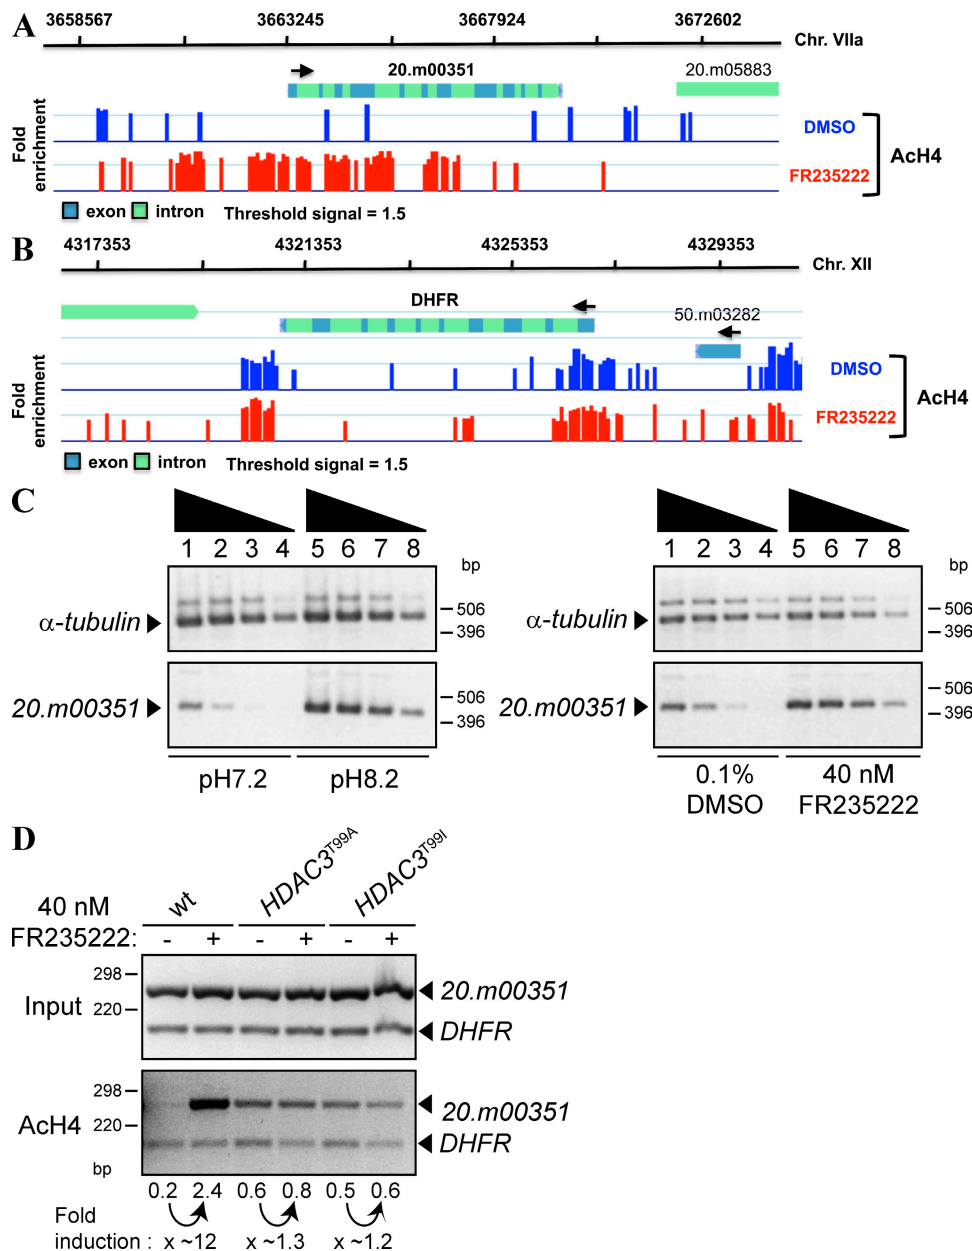 A
3658567 3663245 3667924 3672602
Chr. VIIa
20.m00351
20.m05883
Fold enrichment
DMSO
FR235222
AcH4
exon intron Threshold signal = 1.5
B
4317353 4321353 4325353 4329353
Chr. XII
DHFR
50.m03282
Fold enrichment
DMSO
FR235222
AcH4
exon intron Threshold signal = 1.5
C
1 2 3 4 5 6 7 8
bp
α-tubulin
506
396
20.m00351
506
396
pH7.2 pH8.2
1 2 3 4 5 6 7 8
bp
α-tubulin
506
396
20.m00351
506
396
0.1% DMSO
40 nM FR235222
D
wt HDAC3T99A HDAC3T99I
40 nM
FR235222: - + - + - +
298
220
Input
20.m00351
DHFR
298
220
AcH4
20.m00351
DHFR
bp
0.2 2.4 0.6 0.8 0.5 0.6
Fold
induction : x ~12 x ~1.3 x ~1.2